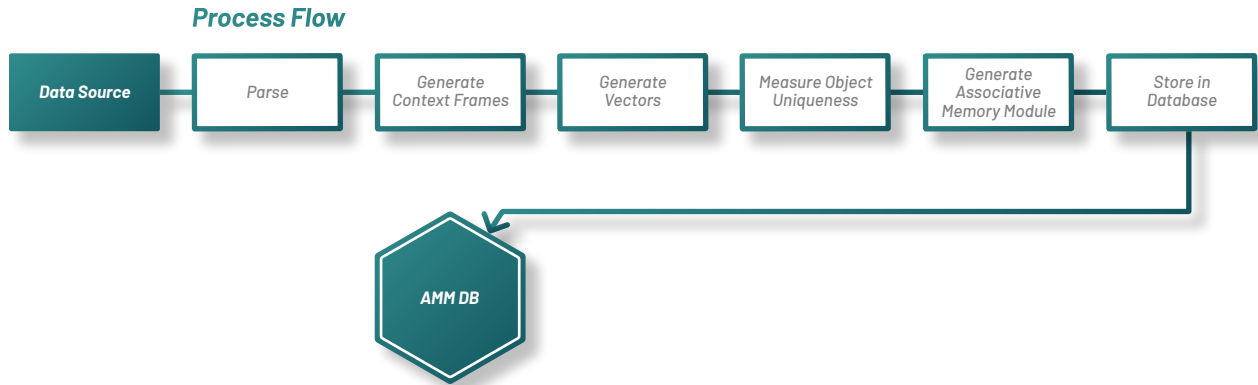 Process Flow
Data Source
Parse
Generate
Context Frames
Generate
Vectors
Measure Object
Uniqueness
Generate
Associative
Memory Module
Store in
Database
AMM DB